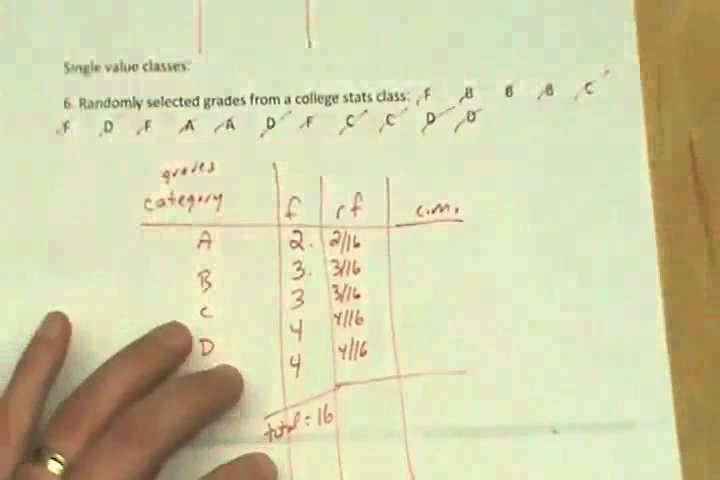 Single value classes:
6. Randomly selected grades from a college stats class: F B B B C
F D F A A D F C C D D
grades
category f rf c.m.
A 2. 2/16
B 3. 3/16
C 3 3/16
D 4 4/16
4 4/16
total = 16